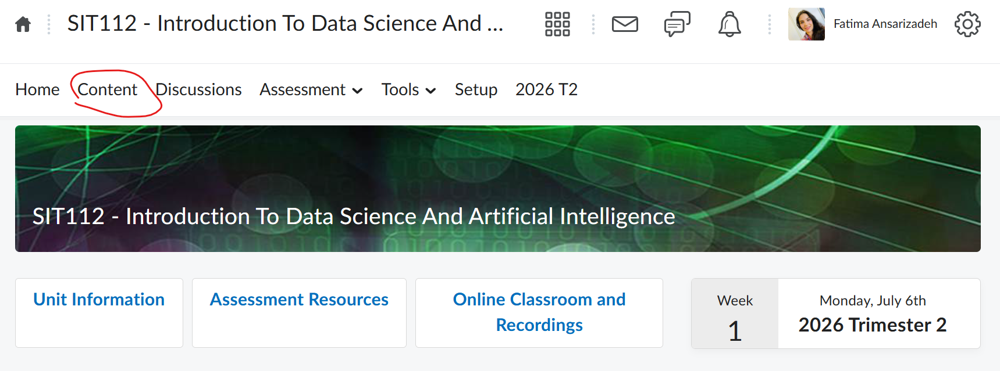 SIT112 - Introduction To Data Science And ...
Fatima Ansarizadeh
Home Content Discussions Assessment Tools Setup 2026 T2
SIT112 - Introduction To Data Science And Artificial Intelligence
Unit Information
Assessment Resources
Online Classroom and
Recordings
Week
1
Monday, July 6th
2026 Trimester 2